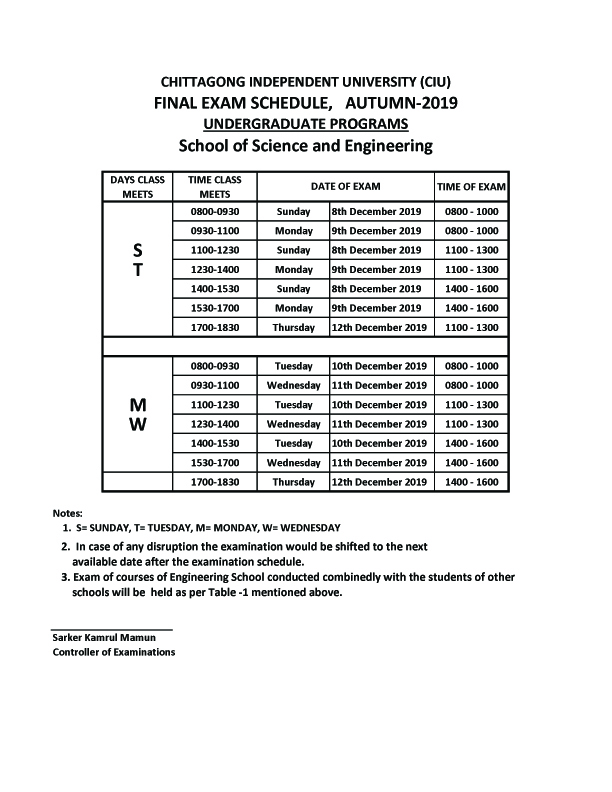 CHITTAGONG INDEPENDENT UNIVERSITY (CIU)
FINAL EXAM SCHEDULE, AUTUMN-2019
UNDERGRADUATE PROGRAMS
School of Science and Engineering
DAYS CLASS MEETS TIME CLASS MEETS DATE OF EXAM TIME OF EXAM
S T
0800-0930 Sunday 8th December 2019 0800 - 1000
0930-1100 Monday 9th December 2019 0800 - 1000
1100-1230 Sunday 8th December 2019 1100 - 1300
1230-1400 Monday 9th December 2019 1100 - 1300
1400-1530 Sunday 8th December 2019 1400 - 1600
1530-1700 Monday 9th December 2019 1400 - 1600
1700-1830 Thursday 12th December 2019 1100 - 1300
M W
0800-0930 Tuesday 10th December 2019 0800 - 1000
0930-1100 Wednesday 11th December 2019 0800 - 1000
1100-1230 Tuesday 10th December 2019 1100 - 1300
1230-1400 Wednesday 11th December 2019 1100 - 1300
1400-1530 Tuesday 10th December 2019 1400 - 1600
1530-1700 Wednesday 11th December 2019 1400 - 1600
1700-1830 Thursday 12th December 2019 1400 - 1600
Notes:
1. S= SUNDAY, T= TUESDAY, M= MONDAY, W= WEDNESDAY
2. In case of any disruption the examination would be shifted to the next
available date after the examination schedule.
3. Exam of courses of Engineering School conducted combinedly with the students of other
schools will be held as per Table -1 mentioned above.
Sarker Kamrul Mamun
Controller of Examinations